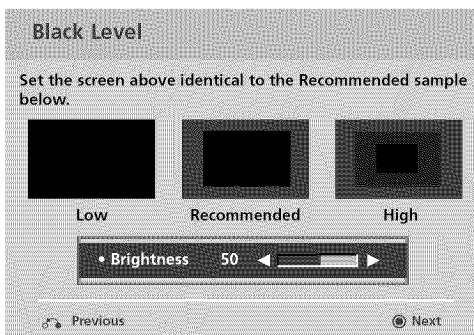 Black Level
Set the screen above identical to the Recommended sample
below.
Low Recommended High
• Brightness 50
Previous Next